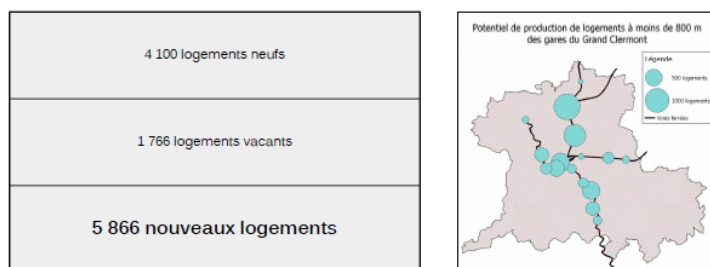 4 100 logements neufs
1 766 logements vacants
5 866 nouveaux logements
Potentiel de production de logements à moins de 800 m
des gares du Grand Clermont
Légende
500 logements
1000 logements
Voies ferrées